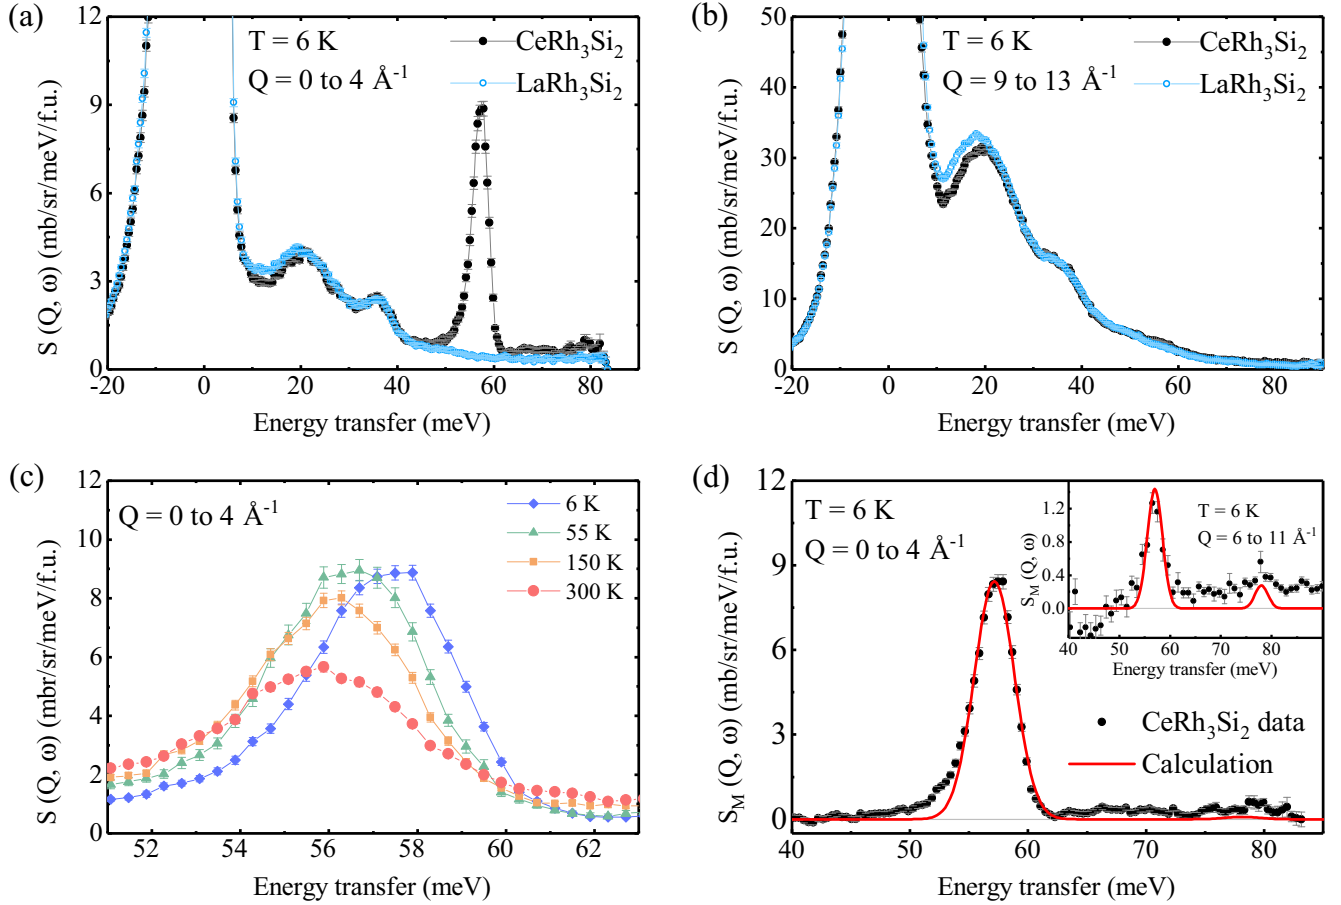 (a)
12
9
6
3
0
-20
0
20
40
60
80
S (Q, ω) (mb/sr/meV/f.u.)
Energy transfer (meV)
T = 6 K
Q = 0 to 4 Å⁻¹
CeRh₃Si₂
LaRh₃Si₂
(b)
50
40
30
20
10
0
-20
0
20
40
60
80
S (Q, ω) (mb/sr/meV/f.u.)
Energy transfer (meV)
T = 6 K
Q = 9 to 13 Å⁻¹
CeRh₃Si₂
LaRh₃Si₂
(c)
12
10
8
6
4
2
0
52
54
56
58
60
62
S (Q, ω) (mbr/sr/meV/f.u.)
Energy transfer (meV)
Q = 0 to 4 Å⁻¹
6 K
55 K
150 K
300 K
(d)
12
8
4
0
40
50
60
70
80
S_M (Q, ω) (mb/sr/meV/f.u.)
Energy transfer (meV)
T = 6 K
Q = 0 to 4 Å⁻¹
1.2
0.8
0.4
0.0
40
50
60
70
80
S_M (Q, ω)
Energy transfer (meV)
T = 6 K
Q = 6 to 11 Å⁻¹
CeRh₃Si₂ data
Calculation